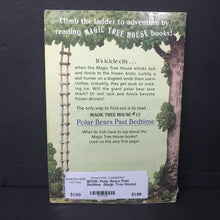 Climb the ladder to adventure by
reading MAGIC TREE HOUSE books!
It's icicle city . . .
when the Magic Tree House whisks Jack
and Annie to the frozen Arctic. Luckily, a
seal hunter on a dogsled lends them warm
clothes. Unluckily, they get trapped on
cracking ice. Will the giant polar bear
save them? Or will Jack and Annie become
frozen dinners?
The only way to find out is to read
MAGIC TREE HOUSE #12
Polar Bears Past Bedtime
What do kids have to say about the
Magic Tree House books?
Look on the very first page!
BOOK: Polar Bears Past
Bedtime (Magic Tree House)
$1.99
$1.99